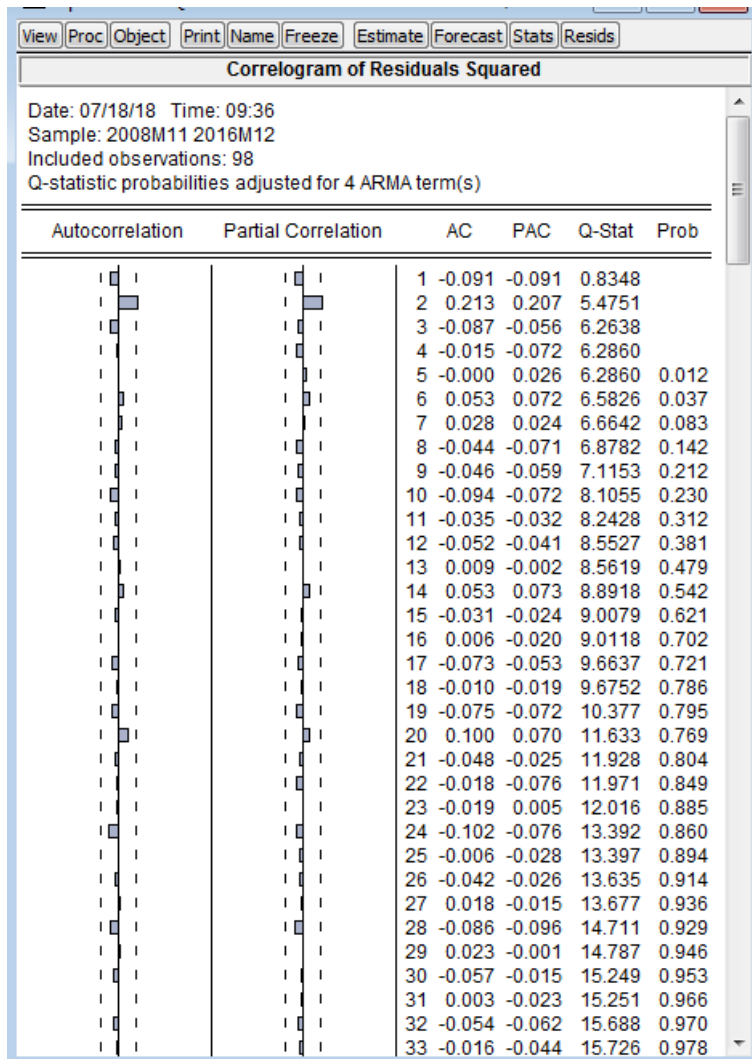 View Proc Object Print Name Freeze Estimate Forecast Stats Resids
Correlogram of Residuals Squared
Date: 07/18/18 Time: 09:36
Sample: 2008M11 2016M12
Included observations: 98
Q-statistic probabilities adjusted for 4 ARMA term(s)
Autocorrelation Partial Correlation AC PAC Q-Stat Prob
1 -0.091 -0.091 0.8348
2 0.213 0.207 5.4751
3 -0.087 -0.056 6.2638
4 -0.015 -0.072 6.2860
5 -0.000 0.026 6.2860 0.012
6 0.053 0.072 6.5826 0.037
7 0.028 0.024 6.6642 0.083
8 -0.044 -0.071 6.8782 0.142
9 -0.046 -0.059 7.1153 0.212
10 -0.094 -0.072 8.1055 0.230
11 -0.035 -0.032 8.2428 0.312
12 -0.052 -0.041 8.5527 0.381
13 0.009 -0.002 8.5619 0.479
14 0.053 0.073 8.8918 0.542
15 -0.031 -0.024 9.0079 0.621
16 0.006 -0.020 9.0118 0.702
17 -0.073 -0.053 9.6637 0.721
18 -0.010 -0.019 9.6752 0.786
19 -0.075 -0.072 10.377 0.795
20 0.100 0.070 11.633 0.769
21 -0.048 -0.025 11.928 0.804
22 -0.018 -0.076 11.971 0.849
23 -0.019 0.005 12.016 0.885
24 -0.102 -0.076 13.392 0.860
25 -0.006 -0.028 13.397 0.894
26 -0.042 -0.026 13.635 0.914
27 0.018 -0.015 13.677 0.936
28 -0.086 -0.096 14.711 0.929
29 0.023 -0.001 14.787 0.946
30 -0.057 -0.015 15.249 0.953
31 0.003 -0.023 15.251 0.966
32 -0.054 -0.062 15.688 0.970
33 -0.016 -0.044 15.726 0.978